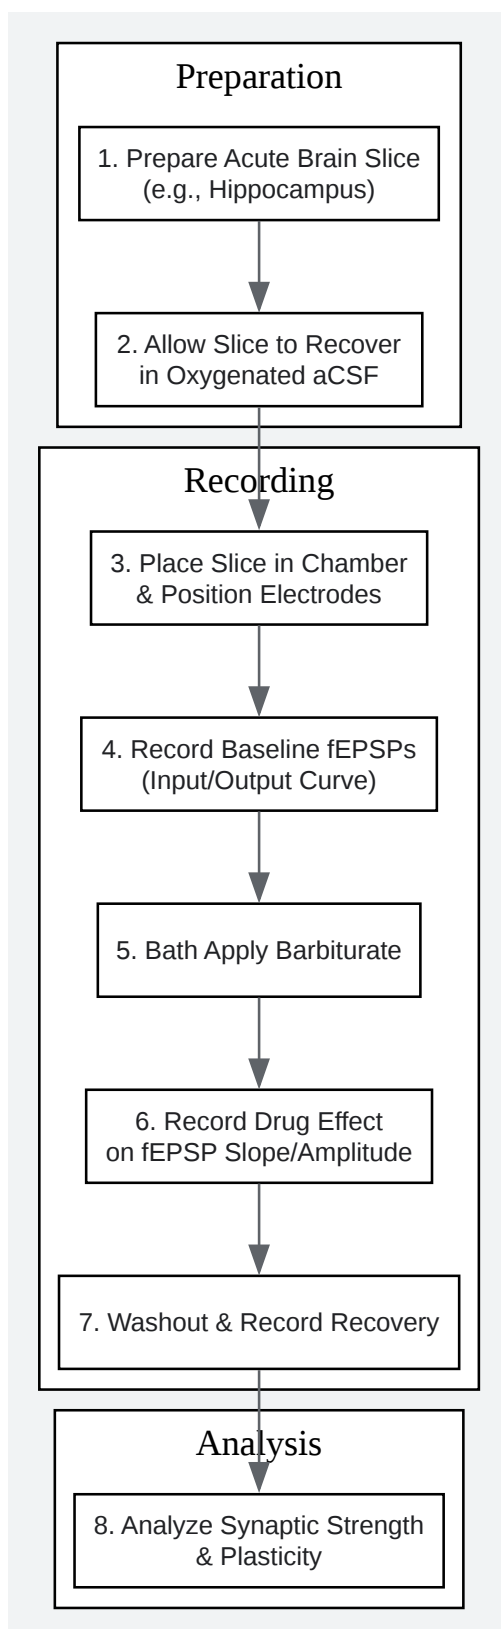 Preparation
1. Prepare Acute Brain Slice
(e.g., Hippocampus)
2. Allow Slice to Recover
in Oxygenated aCSF
Recording
3. Place Slice in Chamber
& Position Electrodes
4. Record Baseline fEPSPs
(Input/Output Curve)
5. Bath Apply Barbiturate
6. Record Drug Effect
on fEPSP Slope/Amplitude
7. Washout & Record Recovery
Analysis
8. Analyze Synaptic Strength
& Plasticity